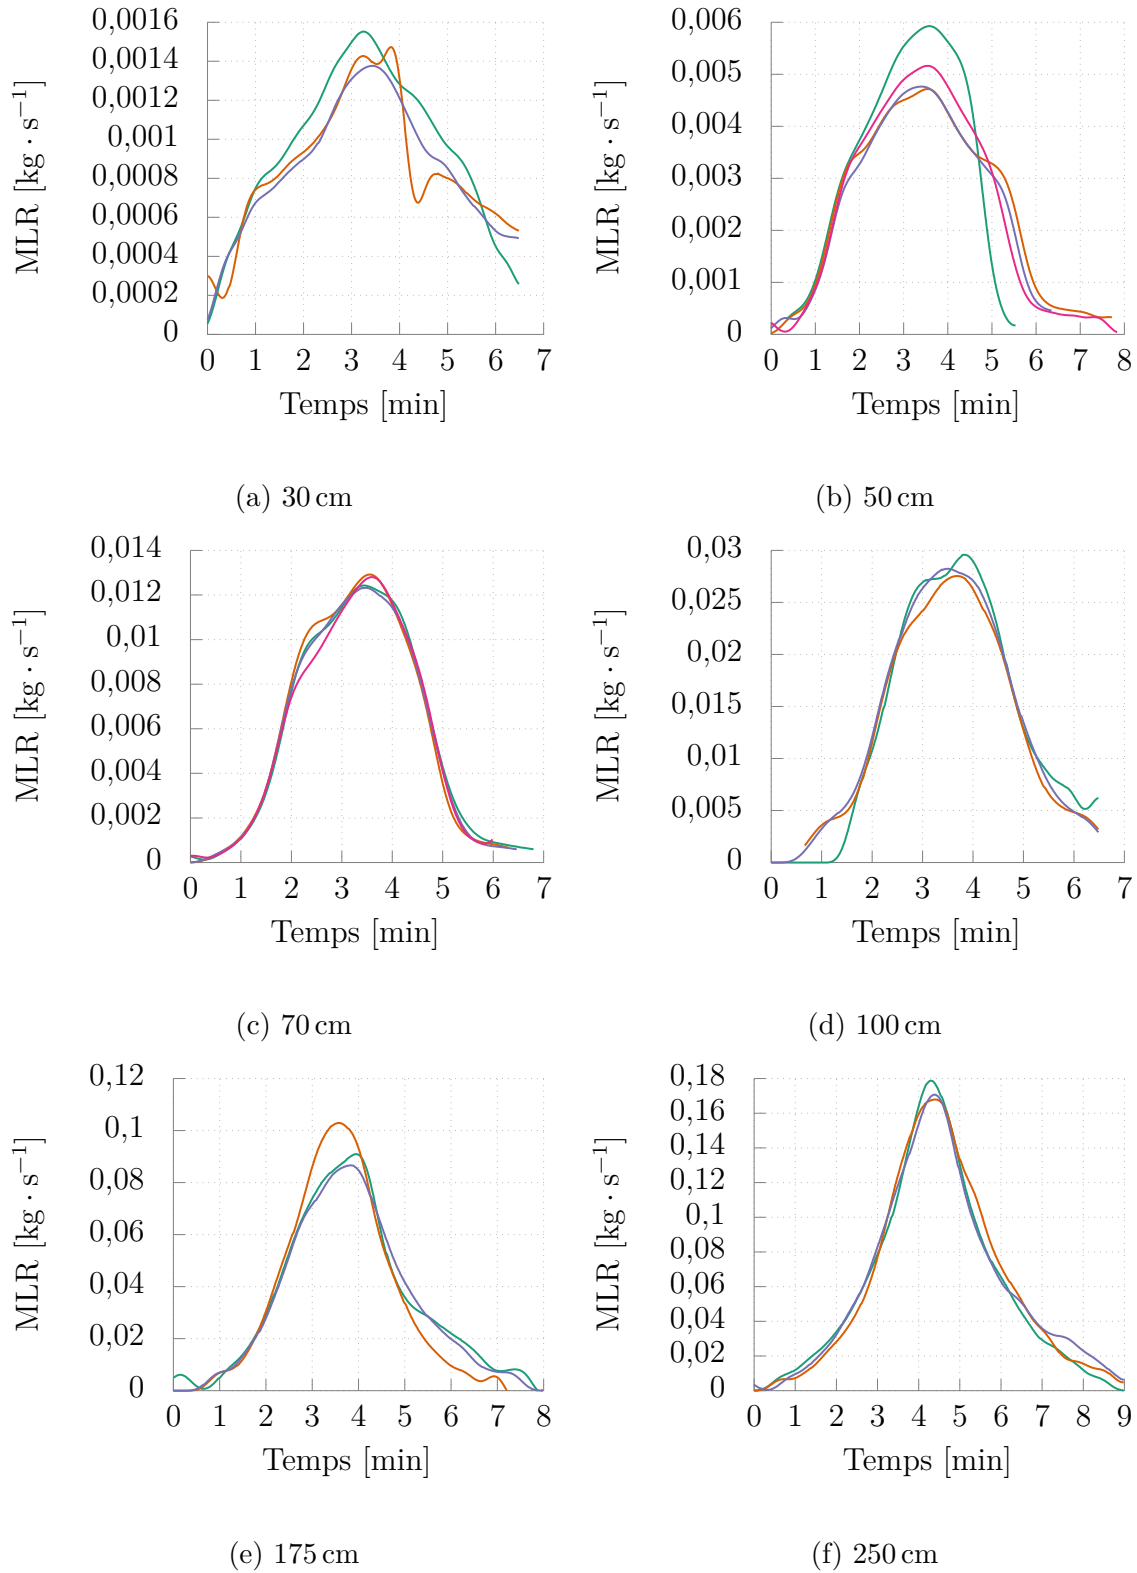 MLR [kg · s⁻¹]
0,0016
0,0014
0,0012
0,001
0,0008
0,0006
0,0004
0,0002
0
0 1 2 3 4 5 6 7
Temps [min]
(a) 30 cm
MLR [kg · s⁻¹]
0,006
0,005
0,004
0,003
0,002
0,001
0
0 1 2 3 4 5 6 7 8
Temps [min]
(b) 50 cm
MLR [kg · s⁻¹]
0,014
0,012
0,01
0,008
0,006
0,004
0,002
0
0 1 2 3 4 5 6 7
Temps [min]
(c) 70 cm
MLR [kg · s⁻¹]
0,03
0,025
0,02
0,015
0,01
0,005
0
0 1 2 3 4 5 6 7
Temps [min]
(d) 100 cm
MLR [kg · s⁻¹]
0,12
0,1
0,08
0,06
0,04
0,02
0
0 1 2 3 4 5 6 7 8
Temps [min]
(e) 175 cm
MLR [kg · s⁻¹]
0,18
0,16
0,14
0,12
0,1
0,08
0,06
0,04
0,02
0
0 1 2 3 4 5 6 7 8 9
Temps [min]
(f) 250 cm